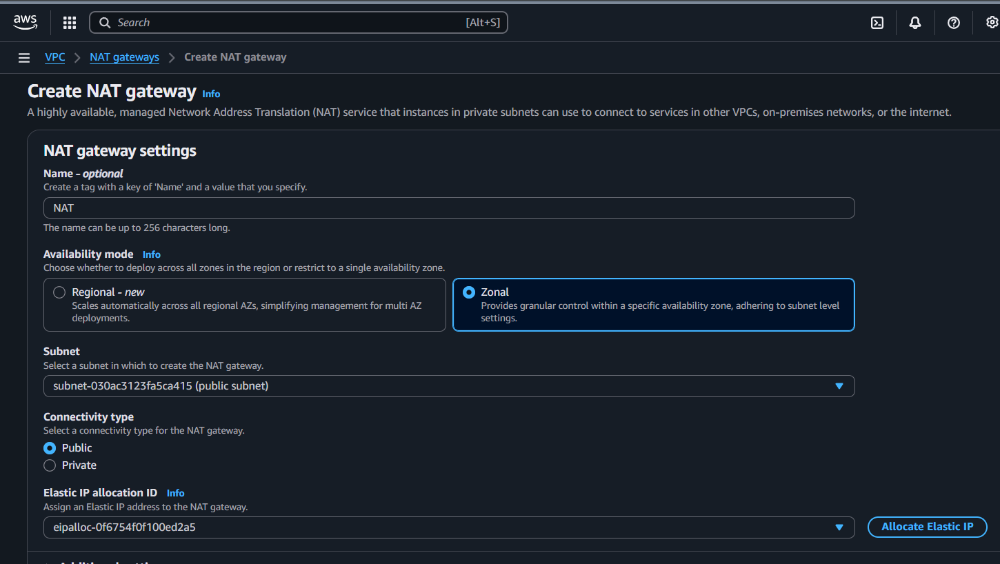 aws
Search [Alt+S]
VPC > NAT gateways > Create NAT gateway
Create NAT gateway Info
A highly available, managed Network Address Translation (NAT) service that instances in private subnets can use to connect to services in other VPCs, on-premises networks, or the internet.
NAT gateway settings
Name - optional
Create a tag with a key of 'Name' and a value that you specify.
NAT
The name can be up to 256 characters long.
Availability mode Info
Choose whether to deploy across all zones in the region or restrict to a single availability zone.
Regional - new
Scales automatically across all regional AZs, simplifying management for multi AZ
deployments.
Zonal
Provides granular control within a specific availability zone, adhering to subnet level
settings.
Subnet
Select a subnet in which to create the NAT gateway.
subnet-030ac3123fa5ca415 (public subnet)
Connectivity type
Select a connectivity type for the NAT gateway.
Public
Private
Elastic IP allocation ID Info
Assign an Elastic IP address to the NAT gateway.
eipalloc-0f6754f0f100ed2a5
Allocate Elastic IP